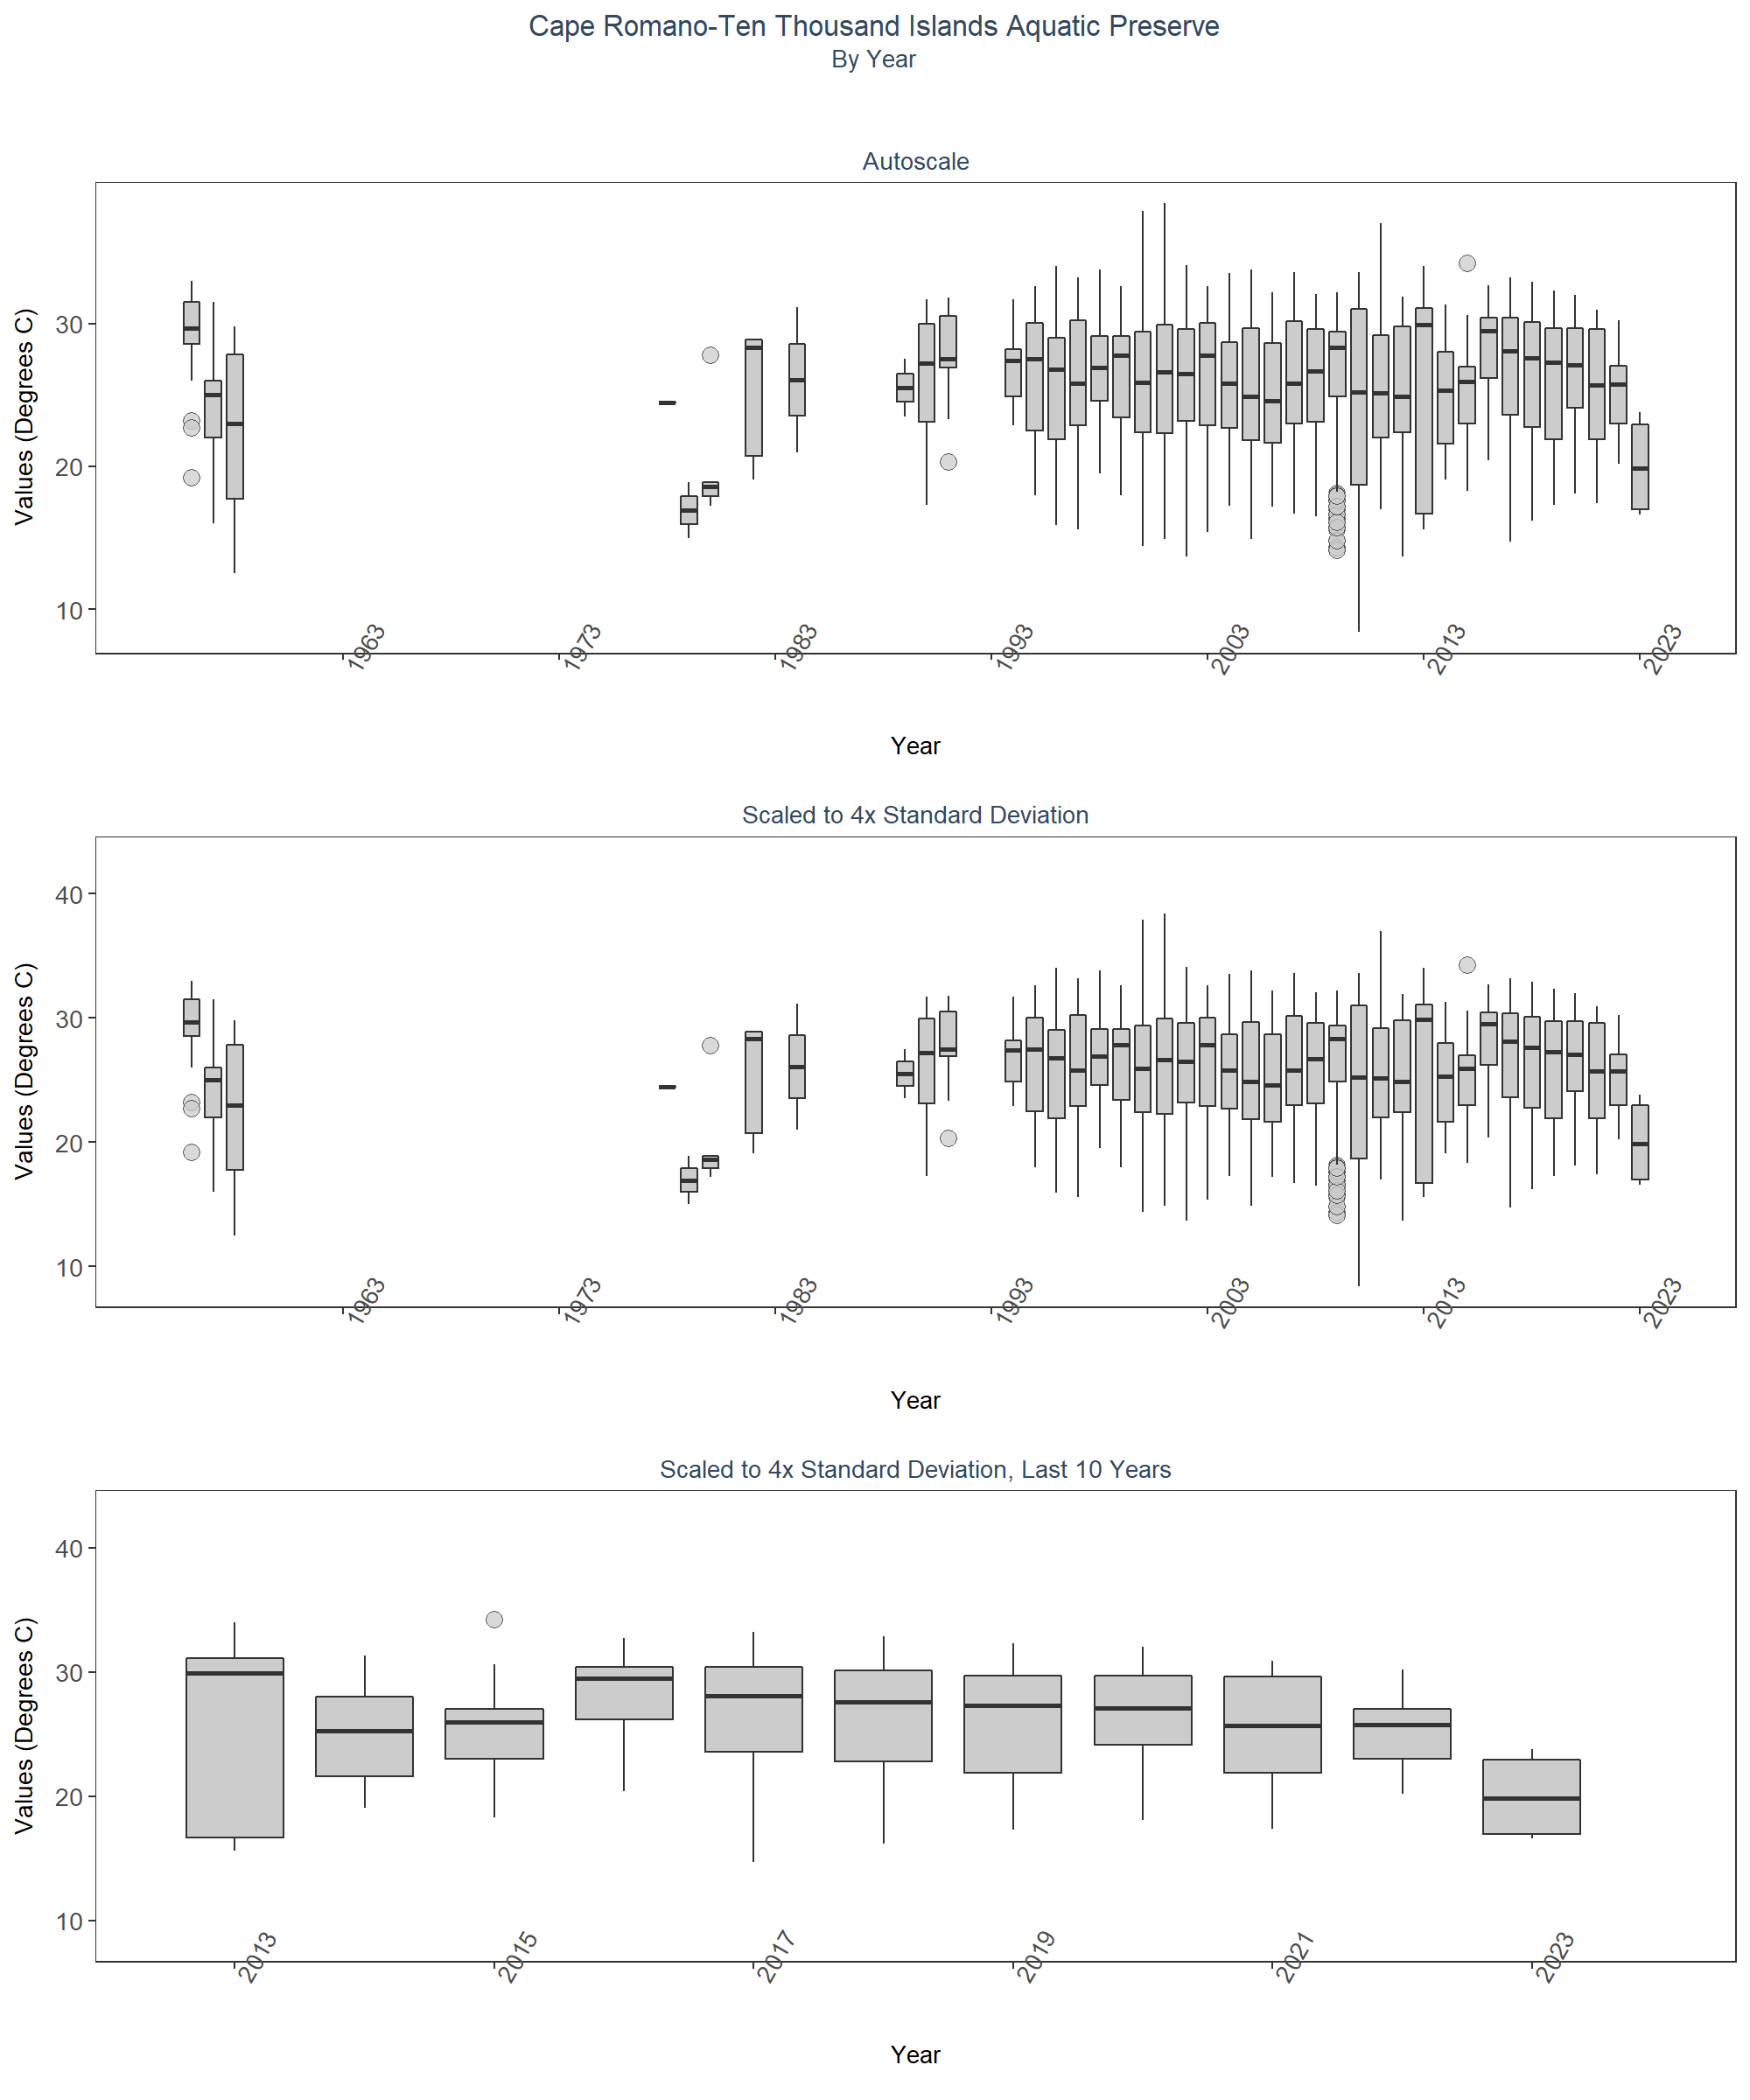 Cape Romano-Ten Thousand Islands Aquatic Preserve
By Year
Autoscale
Values (Degrees C)
30
20
10
1963 1973 1983 1993 2003 2013 2023
Year
Scaled to 4x Standard Deviation
Values (Degrees C)
40
30
20
10
1963 1973 1983 1993 2003 2013 2023
Year
Scaled to 4x Standard Deviation, Last 10 Years
Values (Degrees C)
40
30
20
10
2013 2015 2017 2019 2021 2023
Year